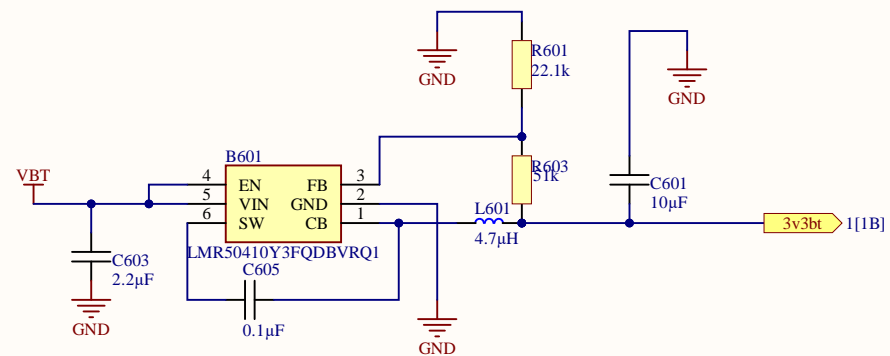 R601
22.1k
GND
GND
B601
VBT
4
EN
FB
3
5
VIN
GND
2
6
SW
CB
1
LMR50410Y3FQDBVRQ1
R603
51k
L601
4.7µH
C601
10µF
3v3bt
1[1B]
C603
2.2µF
GND
C605
0.1µF
GND